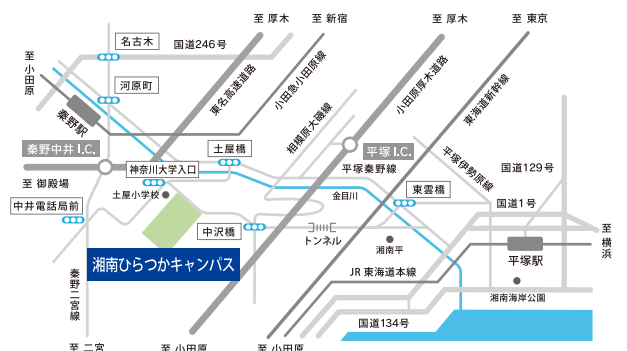 至 厚木
至 新宿
至 厚木
至 東京
名古木
国道246号
至 小田原
河原町
東名高速道路
小田急小田原線
小田原厚木道路
東海道新幹線
秦野駅
相模原大磯線
秦野中井 I.C.
土屋橋
平塚 I.C.
平塚伊勢原線
神奈川大学入口
平塚秦野線
国道129号
至 御殿場
土屋小学校
金目川
東雲橋
国道1号
中井電話局前
中沢橋
トンネル
湘南平
至 横浜
湘南ひらつかキャンパス
平塚駅
JR 東海道本線
秦野二宮線
湘南海岸公園
国道134号
至 二宮
至 小田原
至 小田原